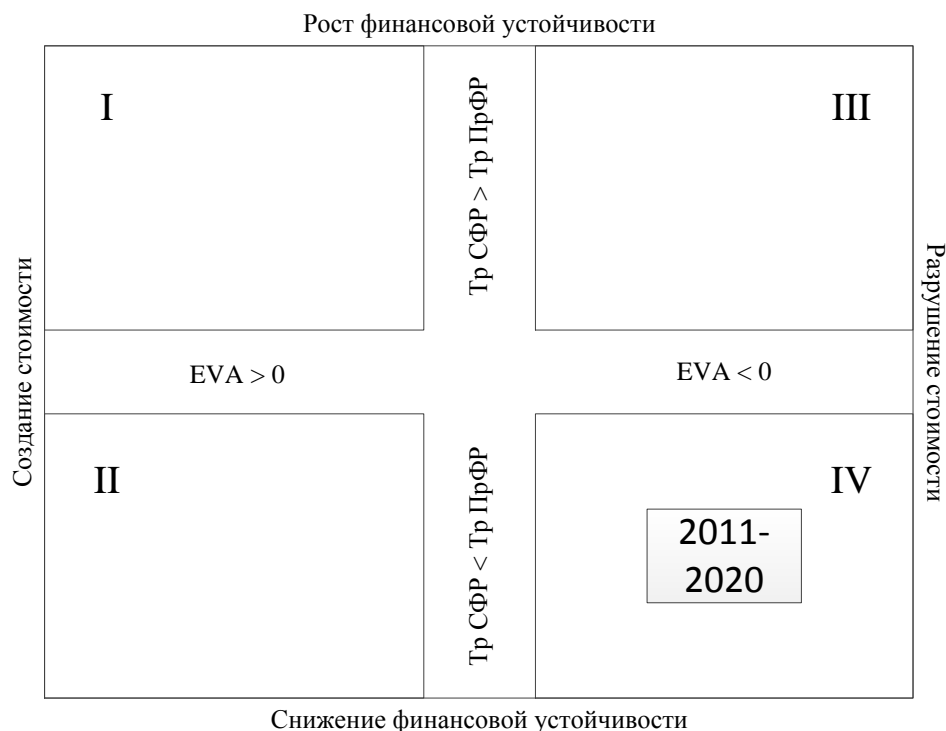 Рост финансовой устойчивости
I
Тр СФР > Тр ПрФР
III
Создание стоимости
EVA > 0
EVA < 0
Разрушение стоимости
II
Тр СФР < Тр ПрФР
IV
2011-
2020
Снижение финансовой устойчивости